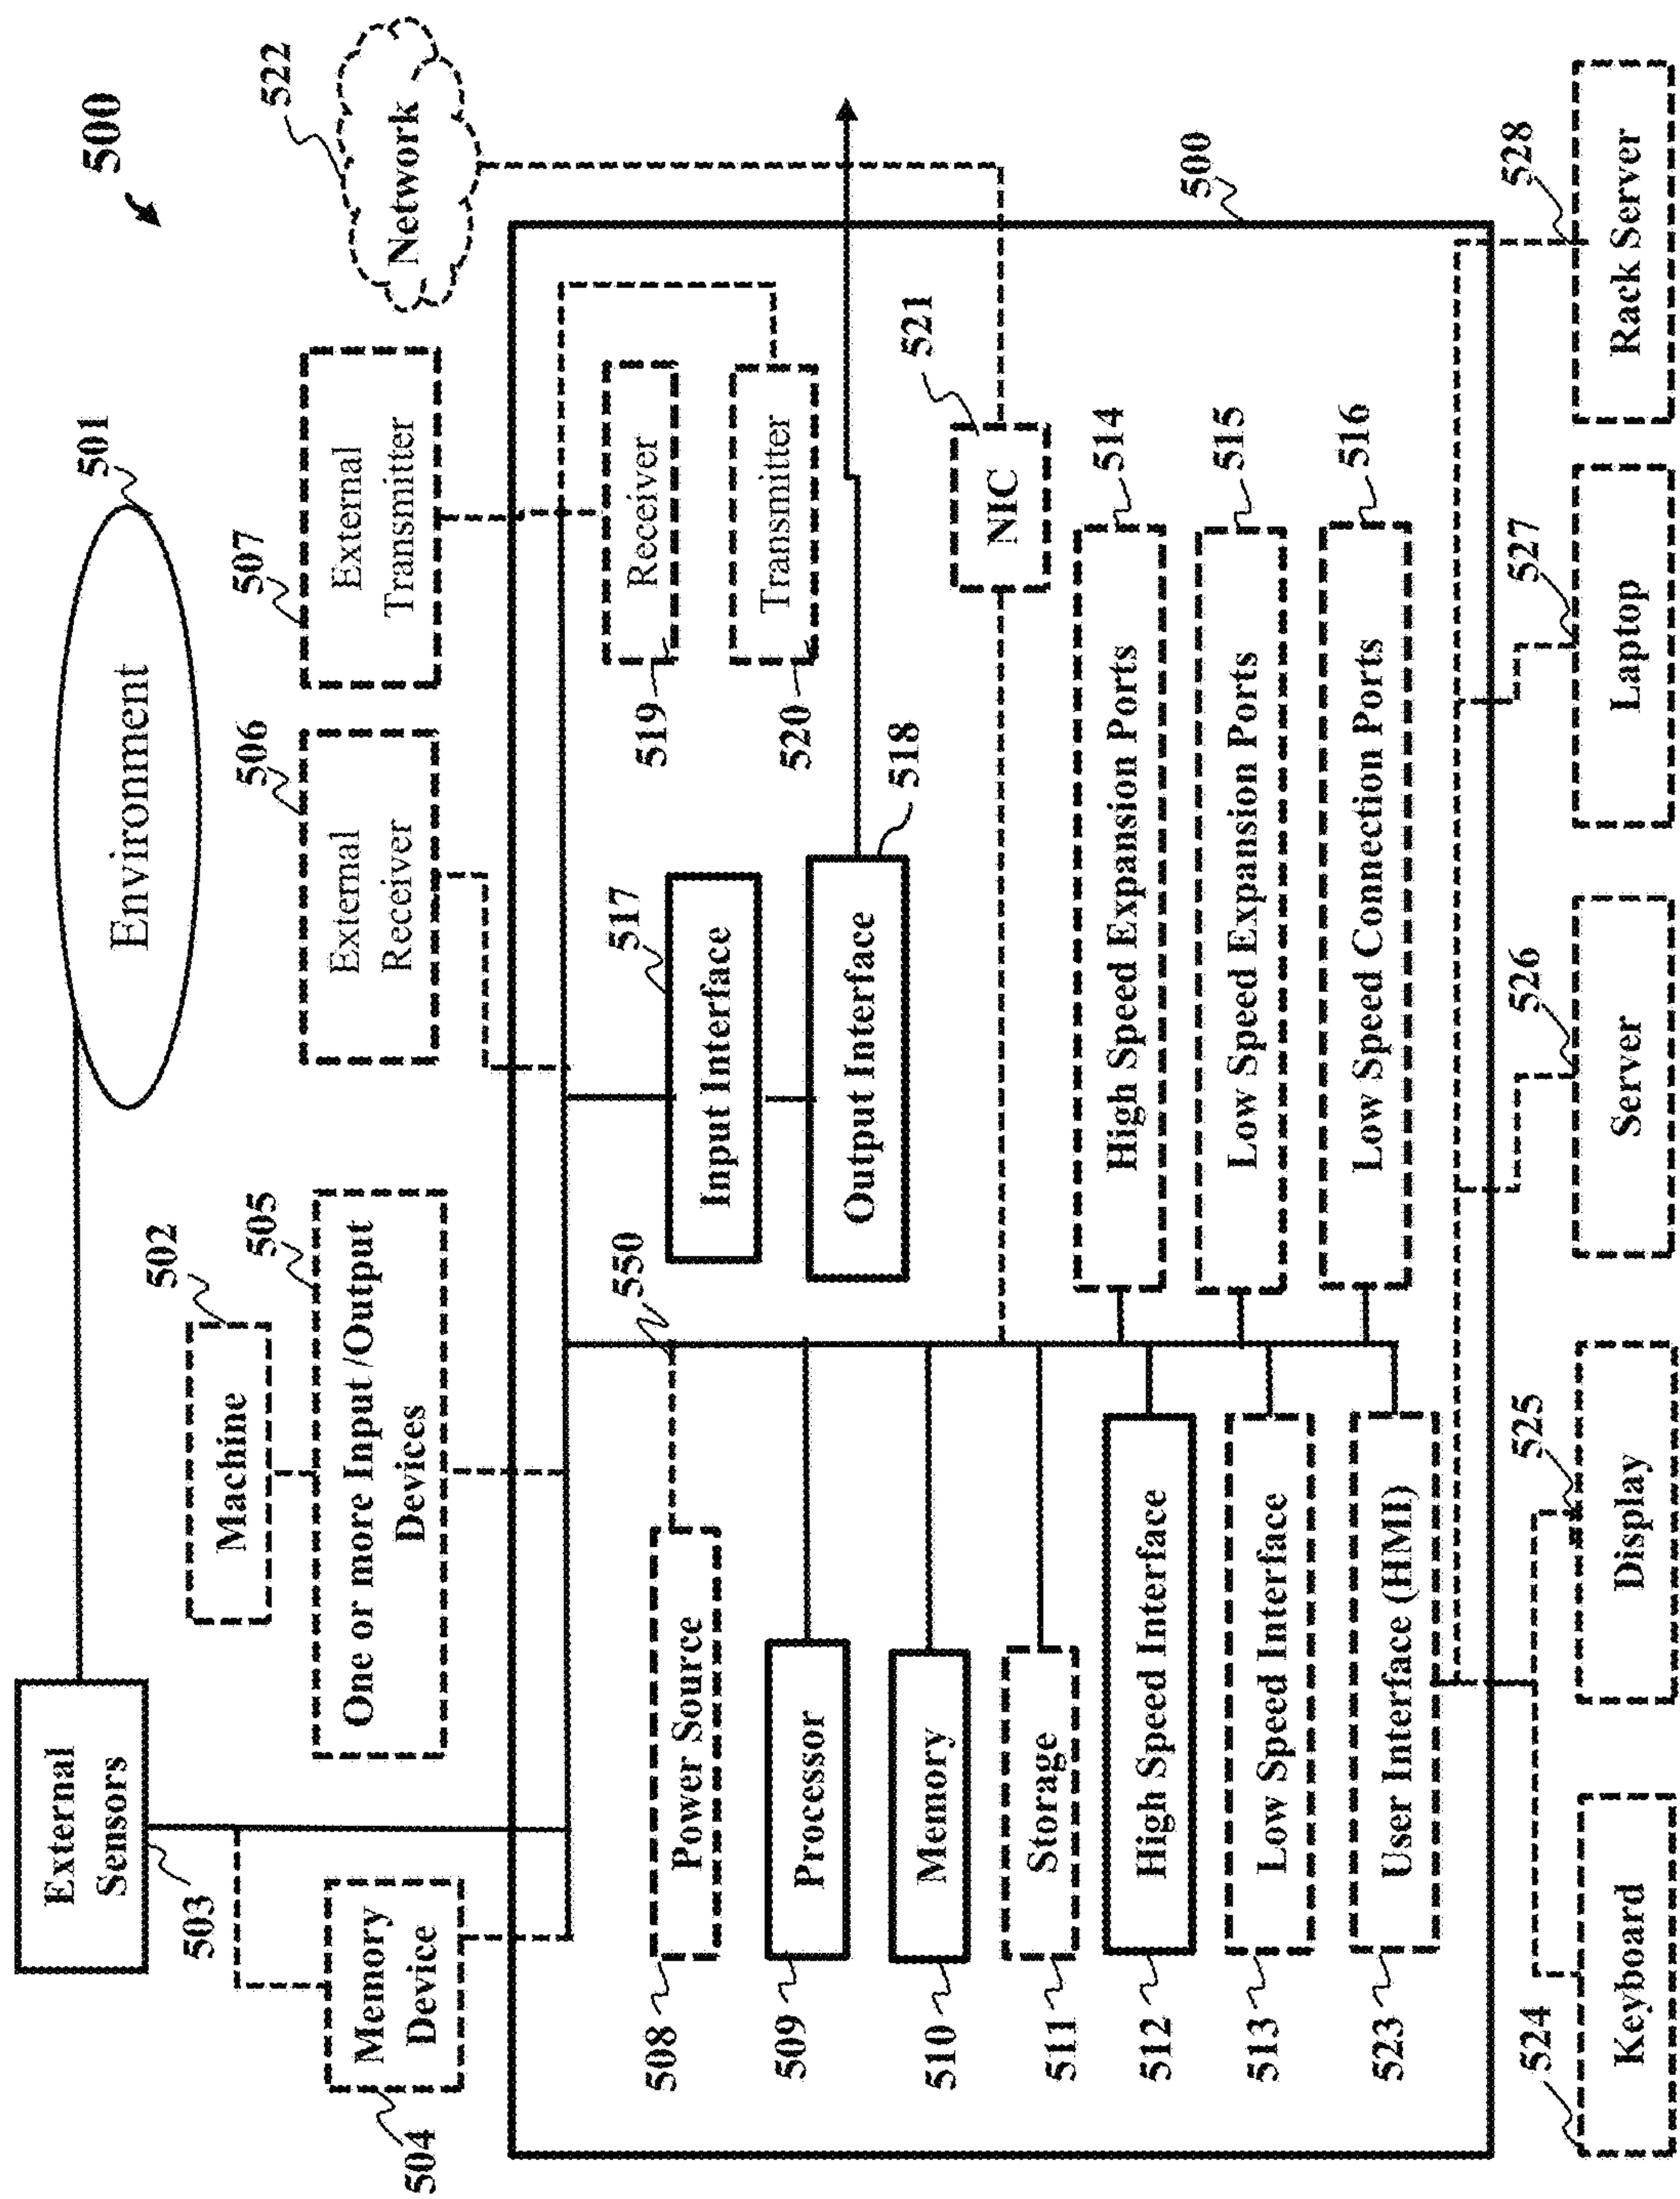 500
Environment
501
External
Sensors
503
Machine
502
One or more Input /Output
Devices
505
External
Receiver
506
External
Transmitter
507
Network
522
Memory
Device
504
500
Power Source
508
550
Processor
509
Memory
510
Storage
511
High Speed Interface
512
Low Speed Interface
513
User Interface (HMI)
523
Input Interface
517
Output Interface
518
Receiver
519
Transmitter
520
NIC
521
High Speed Expansion Ports
514
Low Speed Expansion Ports
515
Low Speed Connection Ports
516
524
Keyboard
525
Display
526
Server
527
Laptop
528
Rack Server